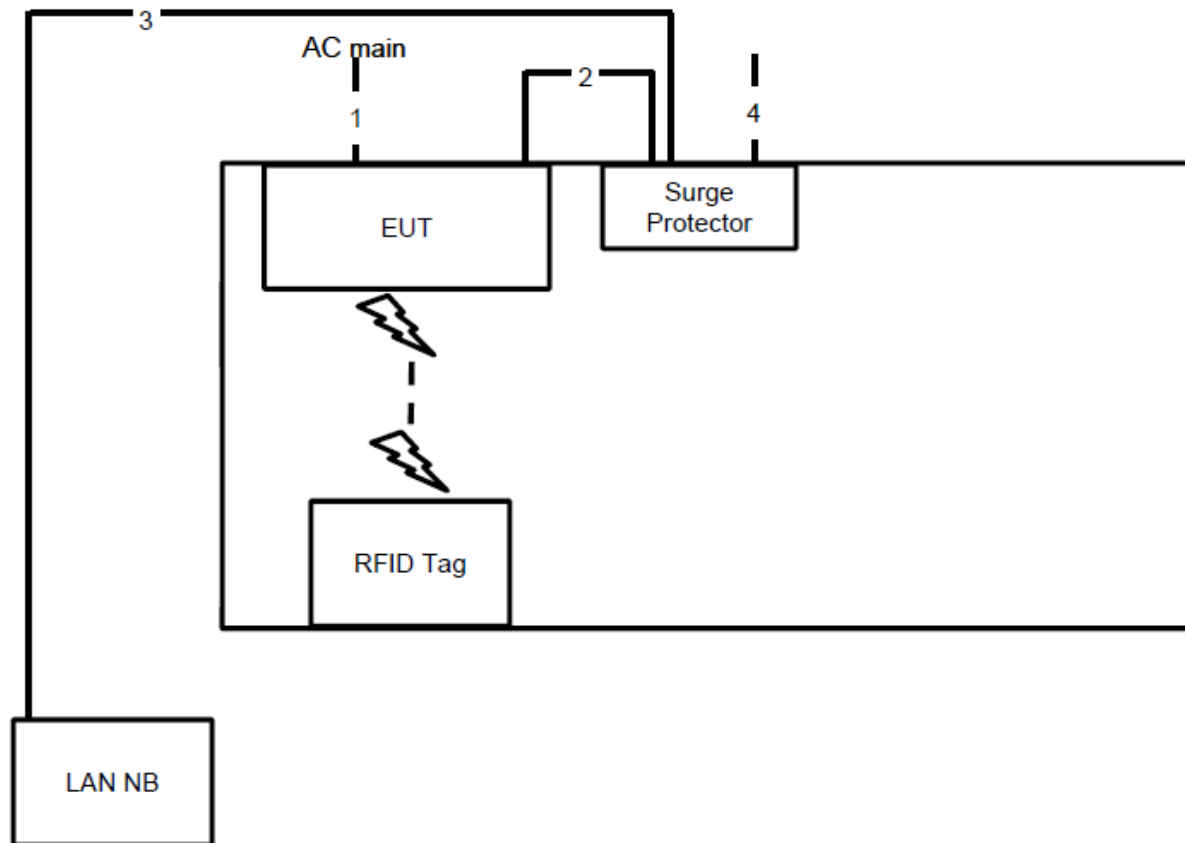 3
AC main
2
1
4
EUT
Surge
Protector
RFID Tag
LAN NB